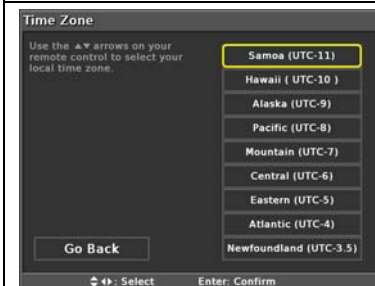 Time Zone
Use the ▲▼ arrows on your
remote control to select your
local time zone.
Samoa (UTC-11)
Hawaii ( UTC-10 )
Alaska (UTC-9)
Pacific (UTC-8)
Mountain (UTC-7)
Central (UTC-6)
Eastern (UTC-5)
Atlantic (UTC-4)
Newfoundland (UTC-3.5)
Go Back
: Select Enter: Confirm